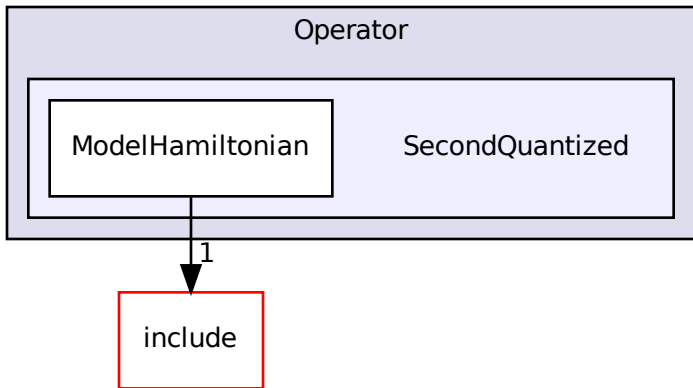 Operator
ModelHamiltonian
SecondQuantized
1
include